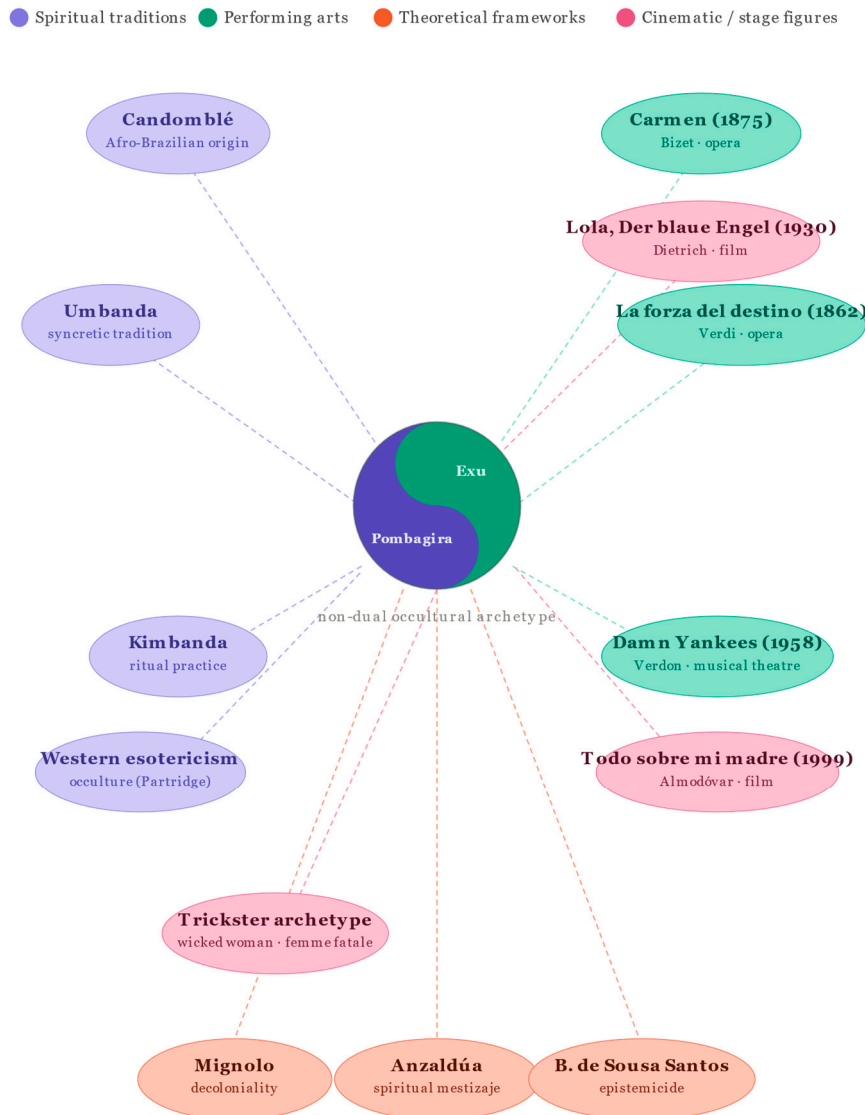 Spiritual traditions
Performing arts
Theoretical frameworks
Cinematic / stage figures
Candomblé
Afro-Brazilian origin
Carmen (1875)
Bizet · opera
Lola, Der blaue Engel (1930)
Dietrich · film
Umbanda
syncretic tradition
La forza del destino (1862)
Verdi · opera
Exu
Pombagira
non-dual occultural archetype
Kimbanda
ritual practice
Damn Yankees (1958)
Verdon · musical theatre
Western esotericism
occulture (Partridge)
Todo sobre mi madre (1999)
Almodóvar · film
Trickster archetype
wicked woman · femme fatale
Mignolo
decoloniality
Anzaldúa
spiritual mestizaje
B. de Sousa Santos
epistemicide